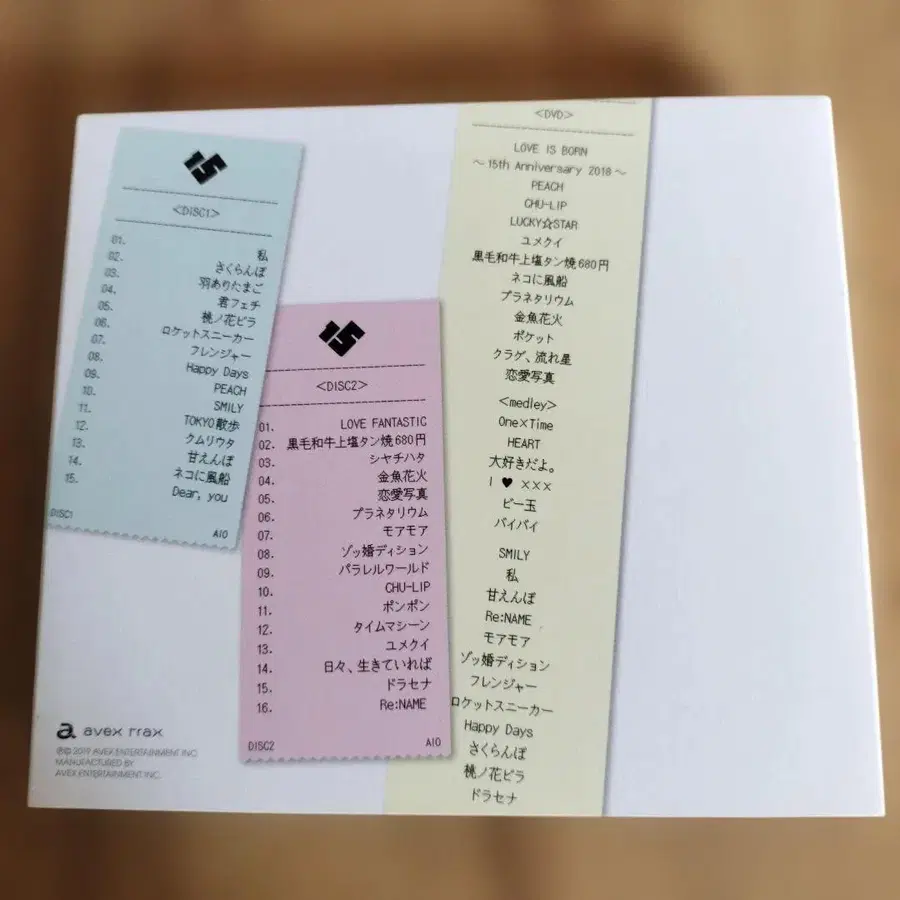 <DISC1>
01. 私
02. さくらんぼ
03. 羽ありたまご
04. 君フェチ
05. 桃ノ花ビラ
06. ロケットスニーカー
07. フレンジャー
08. Happy Days
09. PEACH
10. SMILY
11. TOKYO散歩
12. クムリウタ
13. 甘えんぼ
14. ネコに風船
15. Dear, you
DISC1 AIO
<DISC2>
01. LOVE FANTASTIC
02. 黒毛和牛上塩タン焼680円
03. シヤチハタ
04. 金魚花火
05. 恋愛写真
06. プラネタリウム
07. モアモア
08. ゾッ婚ディション
09. パラレルワールド
10. CHU-LIP
11. ポンポン
12. タイムマシーン
13. ユメクイ
14. 日々、生きていれば
15. ドラセナ
16. Re:NAME
DISC2 AIO
<DVD>
LOVE IS BORN
～15th Anniversary 2018～
PEACH
CHU-LIP
LUCKY☆STAR
ユメクイ
黒毛和牛上塩タン焼680円
ネコに風船
プラネタリウム
金魚花火
ポケット
クラゲ、流れ星
恋愛写真
<medley>
One×Time
HEART
大好きだよ。
I ♥ ×××
ビー玉
バイバイ
SMILY
私
甘えんぼ
Re:NAME
モアモア
ゾッ婚ディション
フレンジャー
ロケットスニーカー
Happy Days
さくらんぼ
桃ノ花ビラ
ドラセナ
a avex trax
Ⓟ© 2019 AVEX ENTERTAINMENT INC.
MANUFACTURED BY
AVEX ENTERTAINMENT INC.